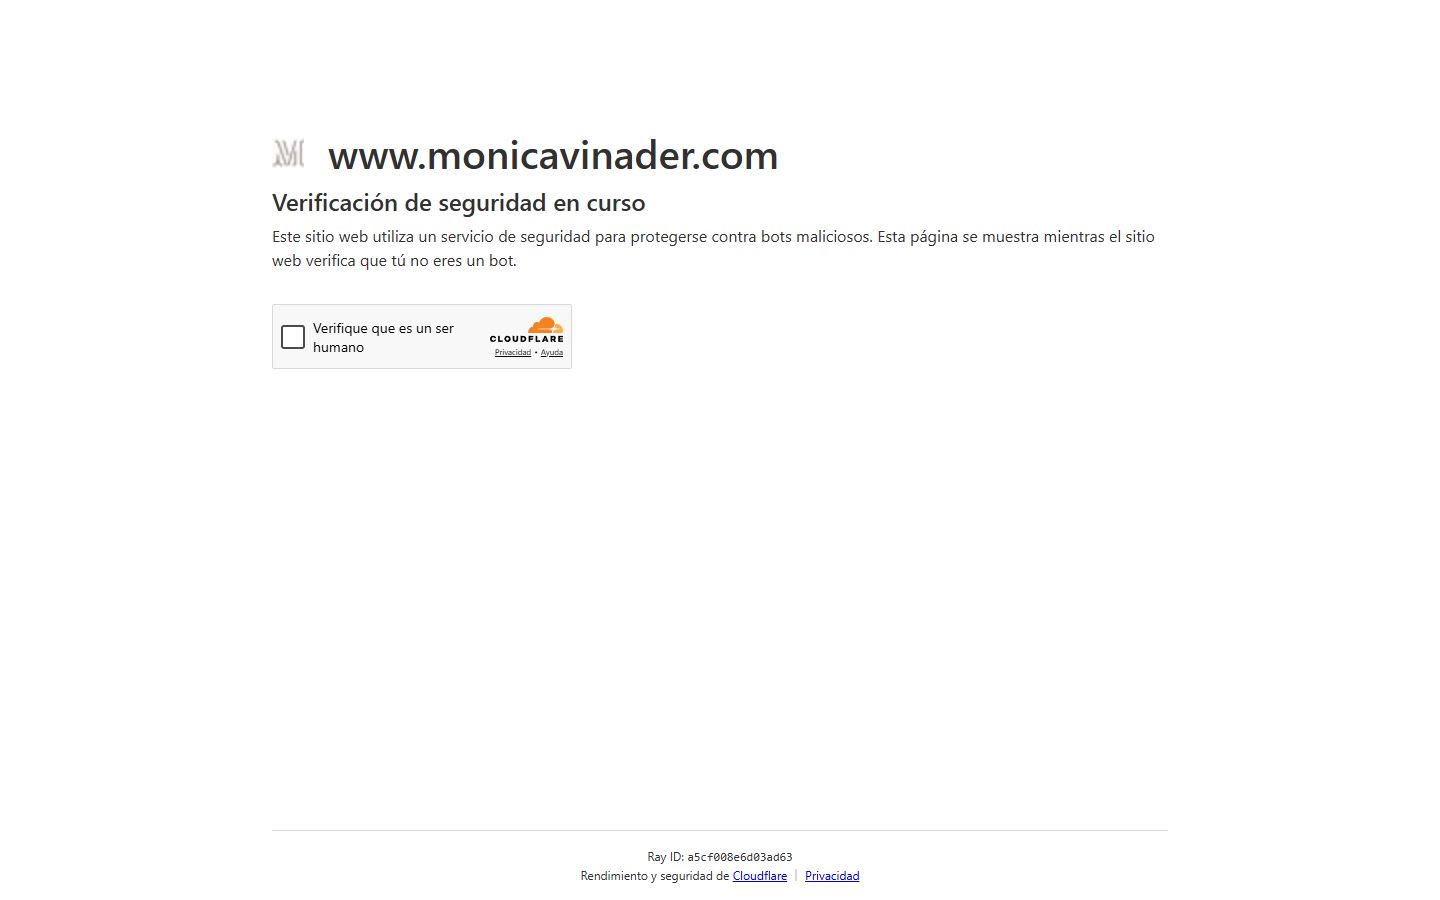 www.monicavinader.com
Verificación de seguridad en curso
Este sitio web utiliza un servicio de seguridad para protegerse contra bots maliciosos. Esta página se muestra mientras el sitio
web verifica que tú no eres un bot.
Verifique que es un ser
humano
CLOUDFLARE
Privacidad • Ayuda
Ray ID: a5cf008e6d03ad63
Rendimiento y seguridad de Cloudflare | Privacidad